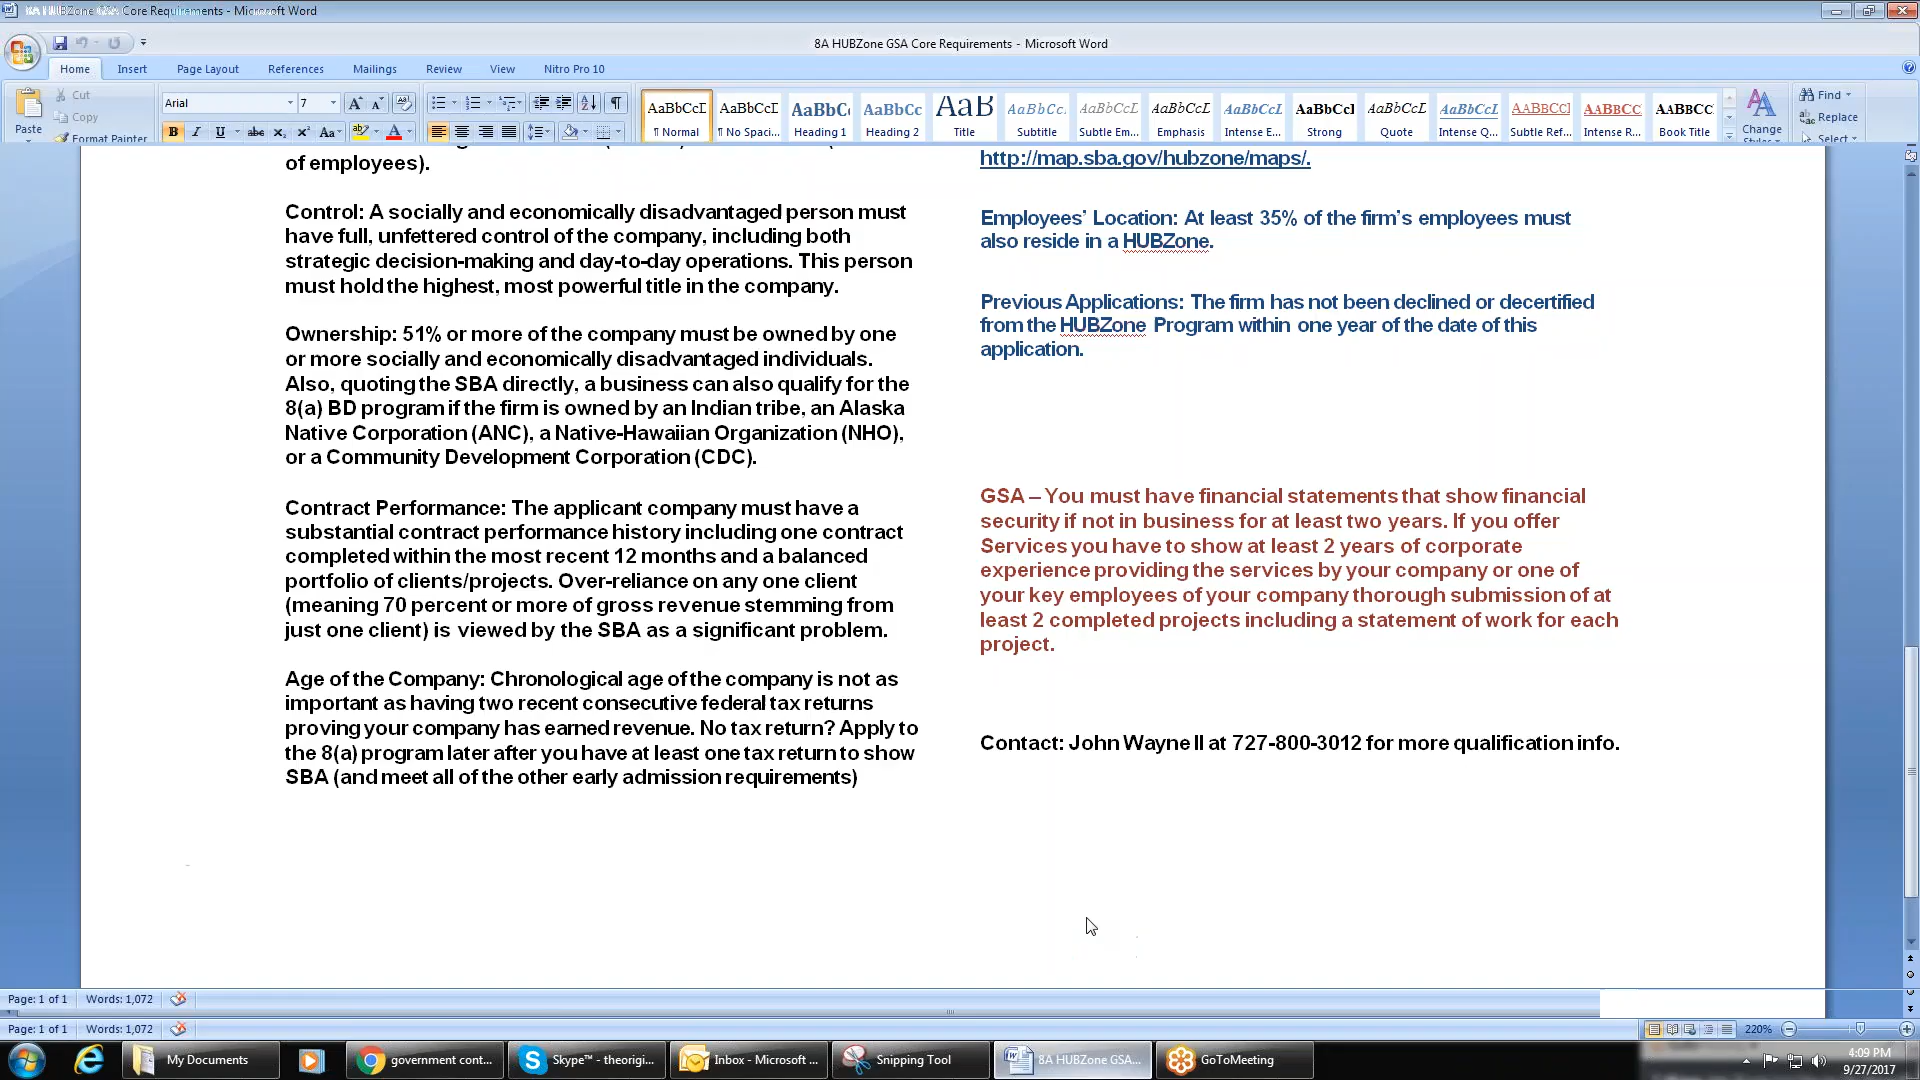 Core Requirements - Microsoft Word
8A HUBZone GSA Core Requirements - Microsoft Word
Home Insert Page Layout References Mailings Review View Nitro Pro 10
Paste
Cut
Copy
Format Painter
Arial
7
AaBbCcD
¶ Normal
AaBbCcD
¶ No Spaci...
AaBbC
Heading 1
AaBbCc
Heading 2
AaB
Title
AaBbCc.
Subtitle
AaBbCcD
Subtle Em...
AaBbCcD
Emphasis
AaBbCcD
Intense E...
AaBbCcD
Strong
AaBbCcD
Quote
AaBbCcD
Intense Q...
AABBCCD
Subtle Ref...
AABBCC
Intense R...
AABBCC
Book Title
Change
Styles
Find
Replace
Select
of employees).
Control: A socially and economically disadvantaged person must
have full, unfettered control of the company, including both
strategic decision-making and day-to-day operations. This person
must hold the highest, most powerful title in the company.
Ownership: 51% or more of the company must be owned by one
or more socially and economically disadvantaged individuals.
Also, quoting the SBA directly, a business can also qualify for the
8(a) BD program if the firm is owned by an Indian tribe, an Alaska
Native Corporation (ANC), a Native-Hawaiian Organization (NHO),
or a Community Development Corporation (CDC).
Contract Performance: The applicant company must have a
substantial contract performance history including one contract
completed within the most recent 12 months and a balanced
portfolio of clients/projects. Over-reliance on any one client
(meaning 70 percent or more of gross revenue stemming from
just one client) is viewed by the SBA as a significant problem.
Age of the Company: Chronological age of the company is not as
important as having two recent consecutive federal tax returns
proving your company has earned revenue. No tax return? Apply to
the 8(a) program later after you have at least one tax return to show
SBA (and meet all of the other early admission requirements)
http://map.sba.gov/hubzone/maps/.
Employees' Location: At least 35% of the firm's employees must
also reside in a HUBZone.
Previous Applications: The firm has not been declined or decertified
from the HUBZone Program within one year of the date of this
application.
GSA – You must have financial statements that show financial
security if not in business for at least two years. If you offer
Services you have to show at least 2 years of corporate
experience providing the services by your company or one of
your key employees of your company thorough submission of at
least 2 completed projects including a statement of work for each
project.
Contact: John Wayne II at 727-800-3012 for more qualification info.
Page: 1 of 1 Words: 1,072
Page: 1 of 1 Words: 1,072
220%
My Documents
government cont...
Skype™ - theorigi...
Inbox - Microsoft ...
Snipping Tool
8A HUBZone GSA...
GoToMeeting
4:09 PM
9/27/2017